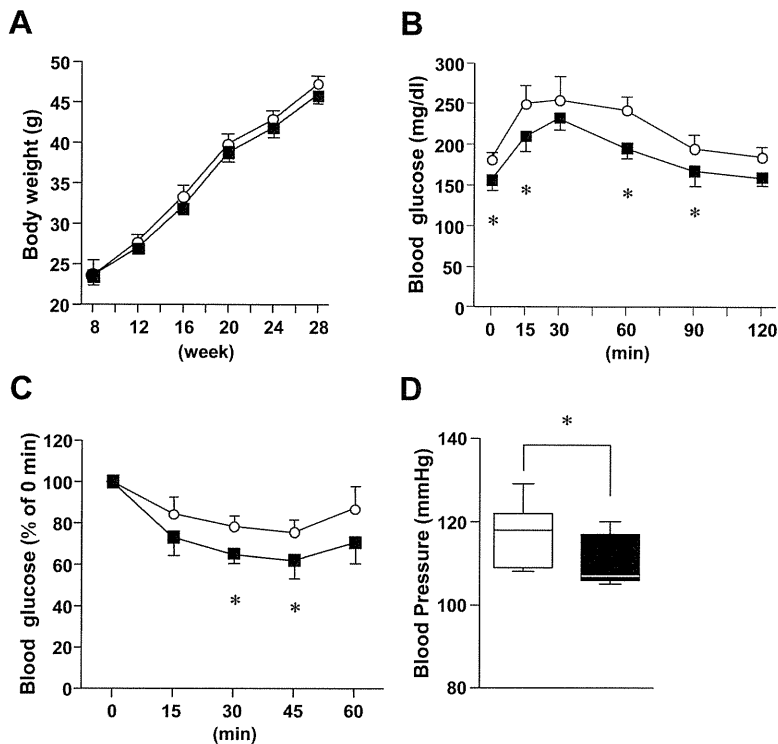 A
Body weight (g)
50
45
40
35
30
25
20
8 12 16 20 24 28
(week)
B
Blood glucose (mg/dl)
300
250
200
150
100
50
0
* * * *
0 15 30 60 90 120
(min)
C
Blood glucose (% of 0 min)
120
100
80
60
40
20
0
* *
0 15 30 45 60
(min)
D
Blood Pressure (mmHg)
140
120
100
80
*